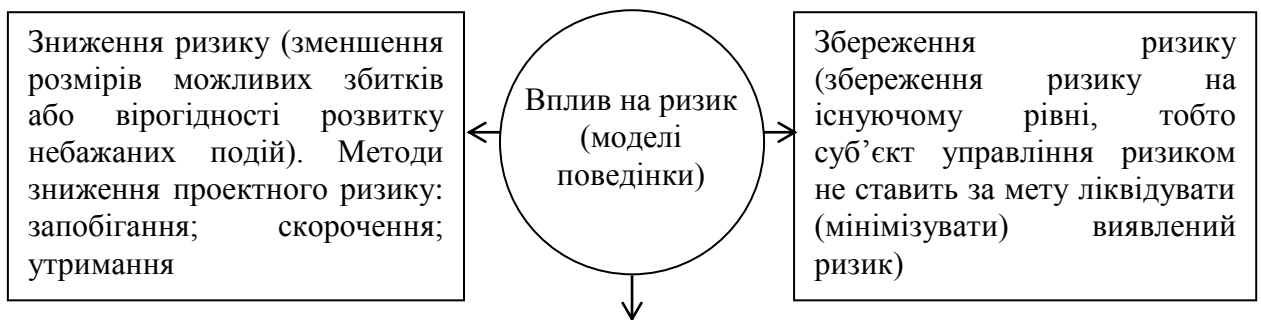 Зниження ризику (зменшення
розмірів можливих збитків
або вірогідності розвитку
небажаних подій). Методи
зниження проектного ризику:
запобігання; скорочення;
утримання
Вплив на ризик
(моделі
поведінки)
Збереження ризику
(збереження ризику на
існуючому рівні, тобто
суб’єкт управління ризиком
не ставить за мету ліквідувати
(мінімізувати) виявлений
ризик)